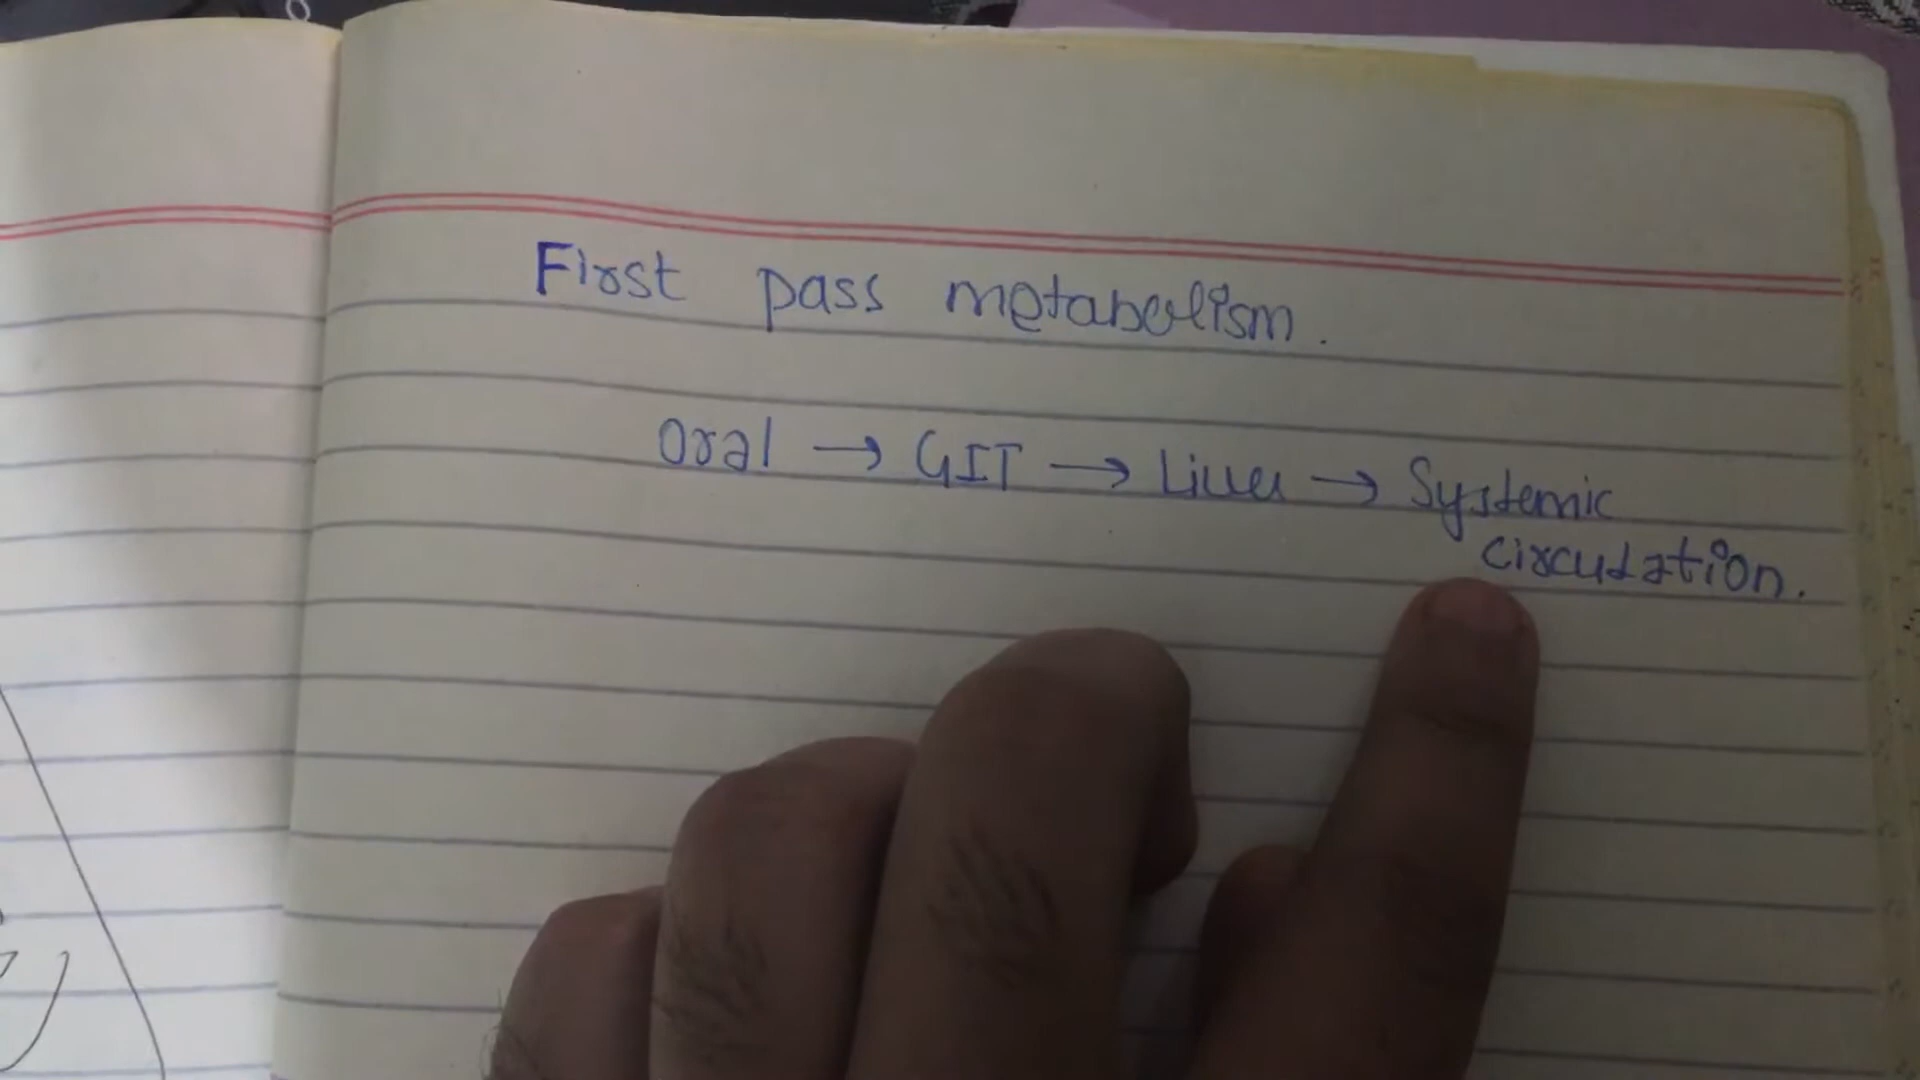 First pass metabolism.
Oral → GIT → Liver → Systemic
circulation.